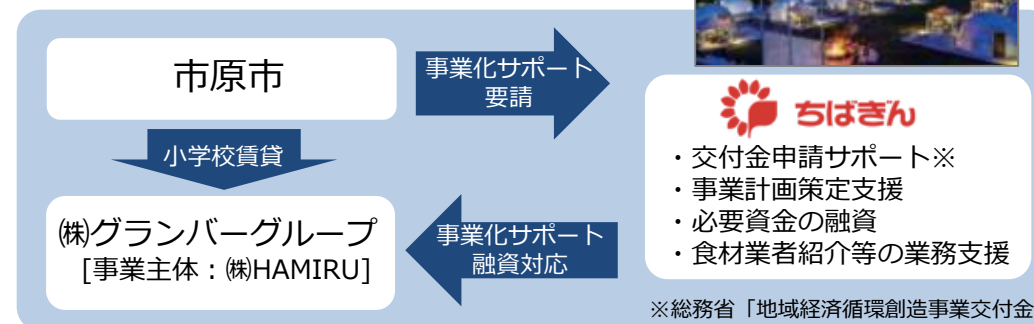 市原市
事業化サポート
要請
小学校賃貸
ちばぎん
・交付金申請サポート※
・事業計画策定支援
・必要資金の融資
・食材業者紹介等の業務支援
㈱グランバーグループ
[事業主体：㈱HAMIRU]
事業化サポート
融資対応
※総務省「地域経済循環創造事業交付金